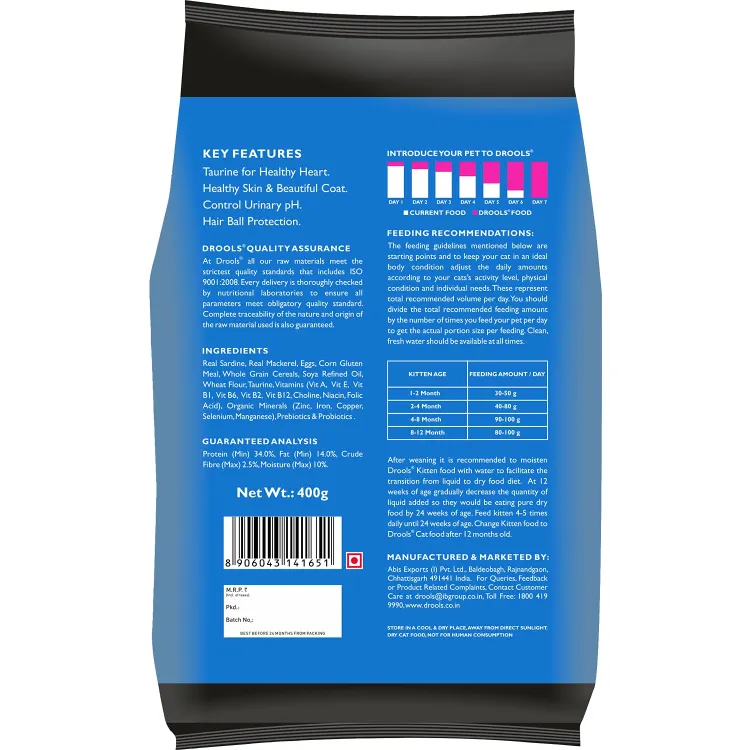 KEY FEATURES
Taurine for Healthy Heart.
Healthy Skin & Beautiful Coat.
Control Urinary pH.
Hair Ball Protection.
DROOLS® QUALITY ASSURANCE
At Drools® all our raw materials meet the
strictest quality standards that includes ISO
9001:2008. Every delivery is thoroughly checked
by nutritional laboratories to ensure all
parameters meet obligatory quality standard.
Complete traceability of the nature and origin of
the raw material used is also guaranteed.
INGREDIENTS
Real Sardine, Real Mackerel, Eggs, Corn Gluten
Meal, Whole Grain Cereals, Soya Refined Oil,
Wheat Flour, Taurine, Vitamins (Vit A, Vit E, Vit
B1, Vit B6, Vit B2, Vit B12, Choline, Niacin, Folic
Acid), Organic Minerals (Zinc, Iron, Copper,
Selenium, Manganese), Prebiotics & Probiotics .
GUARANTEED ANALYSIS
Protein (Min) 34.0%, Fat (Min) 14.0%, Crude
Fibre (Max) 2.5%, Moisture (Max) 10%.
Net Wt.: 400g
8 906043 141651
M.R.P. ₹
(Incl. of taxes)
Pkd.:
Batch No.:
BEST BEFORE 24 MONTHS FROM PACKING
INTRODUCE YOUR PET TO DROOLS®
DAY 1 DAY 2 DAY 3 DAY 4 DAY 5 DAY 6 DAY 7
CURRENT FOOD DROOLS® FOOD
FEEDING RECOMMENDATIONS:
The feeding guidelines mentioned below are
starting points and to keep your cat in an ideal
body condition adjust the daily amounts
according to your cats's activity level, physical
condition and individual needs. These represent
total recommended volume per day. You should
divide the total recommended feeding amount
by the number of times you feed your pet per day
to get the actual portion size per feeding. Clean,
fresh water should be available at all times.
KITTEN AGE FEEDING AMOUNT / DAY
1-2 Month 30-50 g
2-4 Month 40-80 g
4-8 Month 90-100 g
8-12 Month 80-100 g
After weaning it is recommended to moisten
Drools® Kitten food with water to facilitate the
transition from liquid to dry food diet. At 12
weeks of age gradually decrease the quantity of
liquid added so they would be eating pure dry
food by 24 weeks of age. Feed kitten 4-5 times
daily until 24 weeks of age. Change Kitten food to
Drools® Cat food after 12 months old.
MANUFACTURED & MARKETED BY:
Abis Exports (I) Pvt. Ltd., Baldeobagh, Rajnandgaon,
Chhattisgarh 491441 India. For Queries, Feedback
or Product Related Complaints, Contact Customer
Care at drools@ibgroup.co.in, Toll Free: 1800 419
9990, www.drools.co.in
STORE IN A COOL & DRY PLACE, AWAY FROM DIRECT SUNLIGHT.
DRY CAT FOOD, NOT FOR HUMAN CONSUMPTION